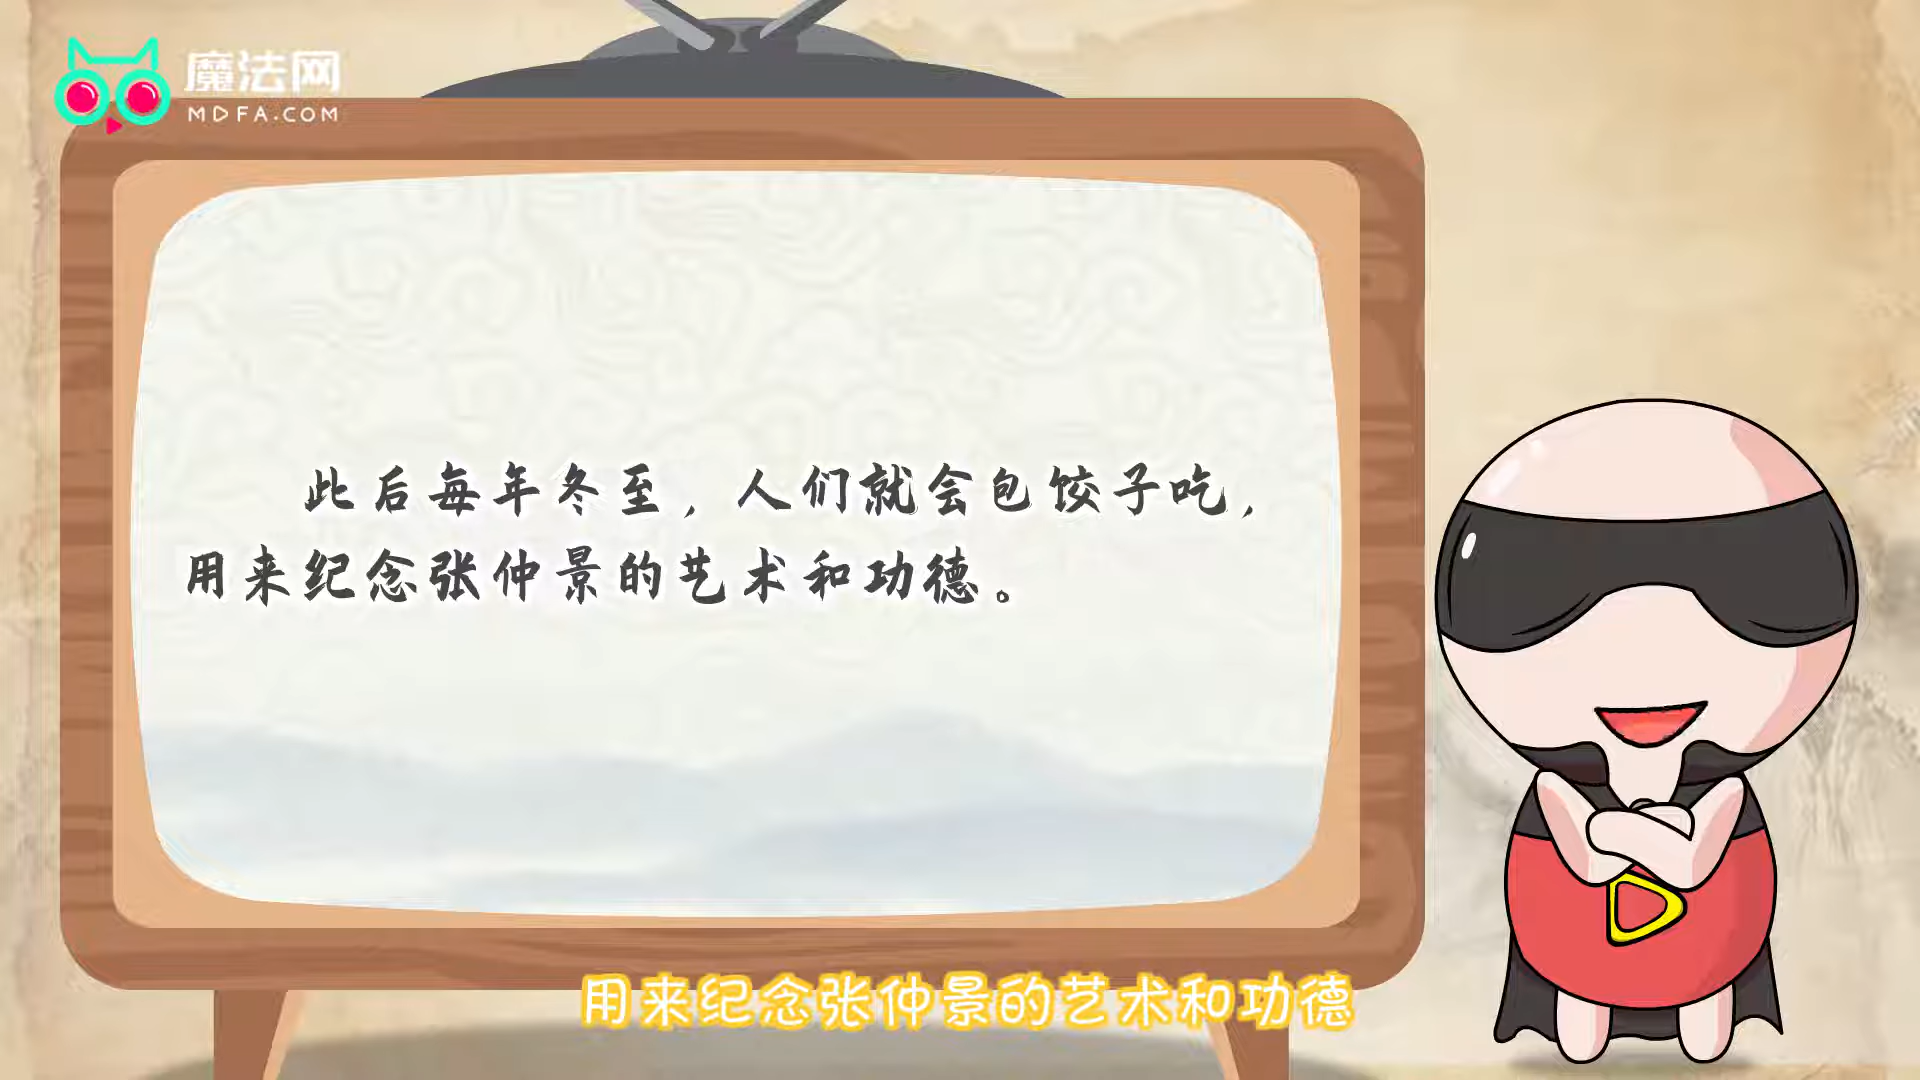 魔法网
MDFA.COM
此后每年冬至，人们就会包饺子吃，
用来纪念张仲景的艺术和功德。
用来纪念张仲景的艺术和功德